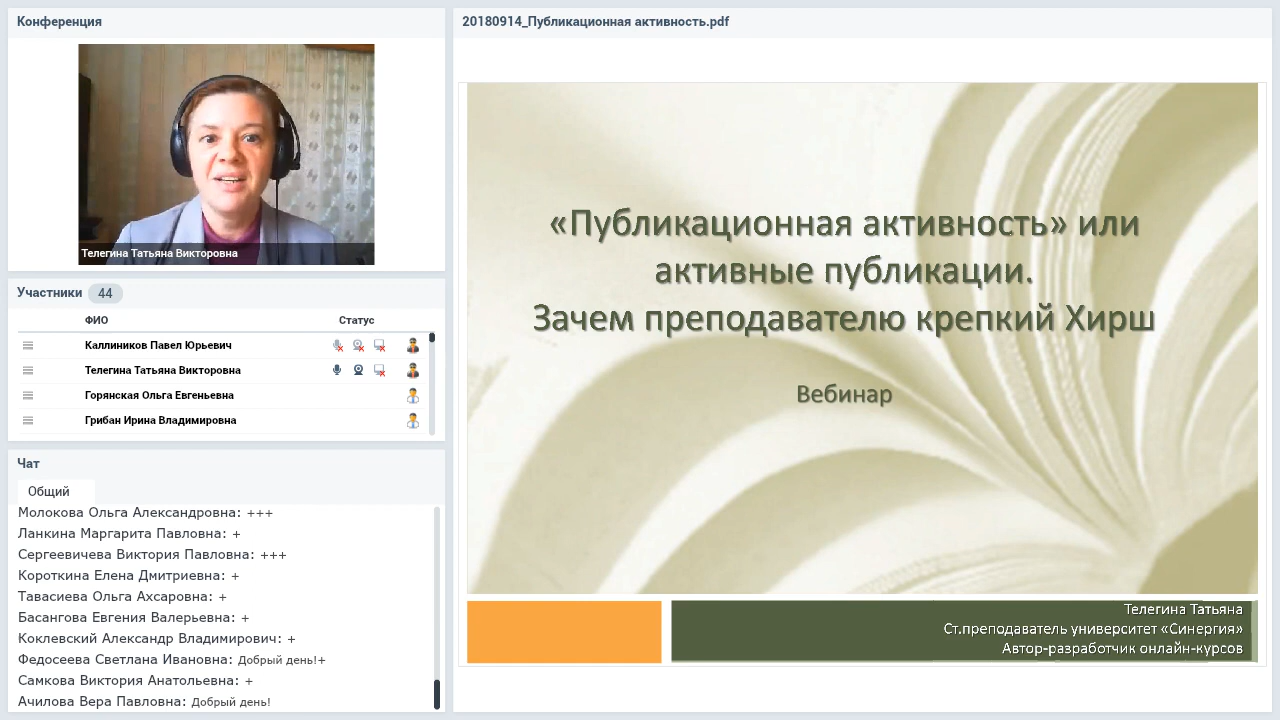 Конференция
Телегина Татьяна Викторовна
Участники 44
ФИО Статус
Каллиников Павел Юрьевич
Телегина Татьяна Викторовна
Горянская Ольга Евгеньевна
Грибан Ирина Владимировна
Чат
Общий
Молокова Ольга Александровна: +++
Ланкина Маргарита Павловна: +
Сергеевичева Виктория Павловна: +++
Короткина Елена Дмитриевна: +
Тавасиева Ольга Ахсаровна: +
Басангова Евгения Валерьевна: +
Коклевский Александр Владимирович: +
Федосеева Светлана Ивановна: Добрый день!+
Самкова Виктория Анатольевна: +
Ачилова Вера Павловна: Добрый день!
20180914_Публикационная активность.pdf
«Публикационная активность» или
активные публикации.
Зачем преподавателю крепкий Хирш
Вебинар
Телегина Татьяна
Ст.преподаватель университет «Синергия»
Автор-разработчик онлайн-курсов